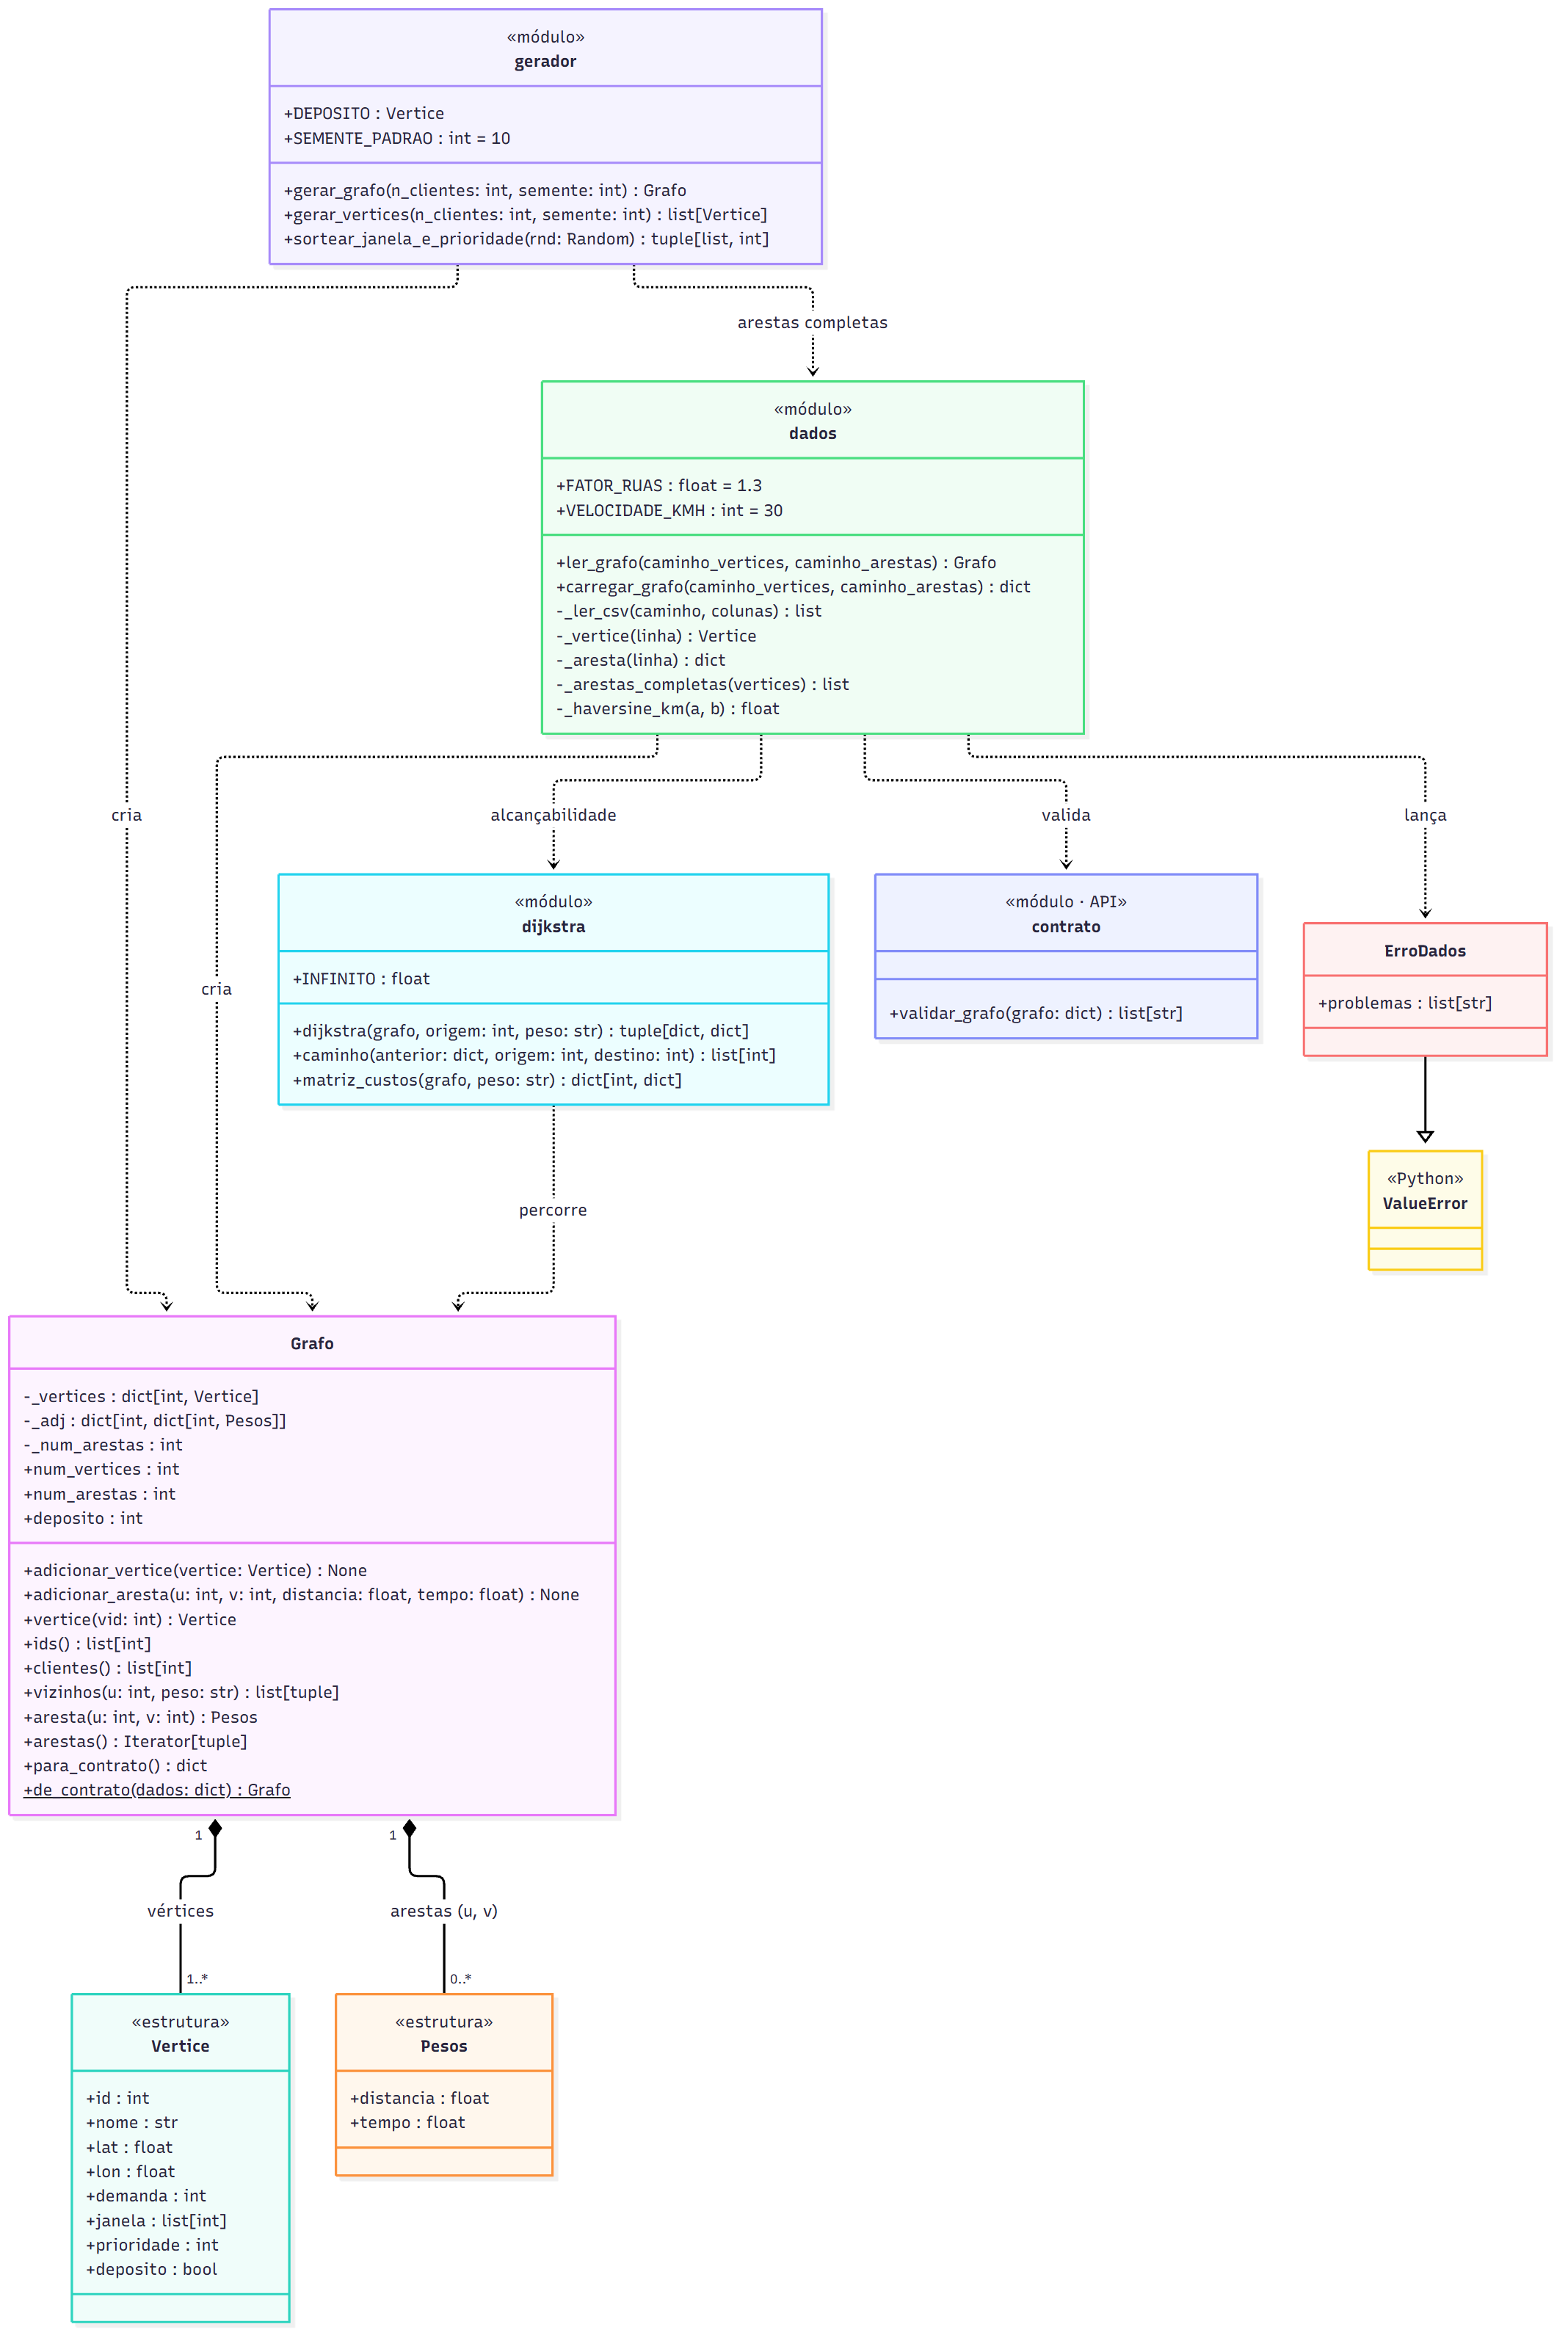 «módulo»
gerador
+DEPOSITO : Vertice
+SEMENTE_PADRAO : int = 10
+gerar_grafo(n_clientes: int, semente: int) : Grafo
+gerar_vertices(n_clientes: int, semente: int) : list[Vertice]
+sortear_janela_e_prioridade(rnd: Random) : tuple[list, int]
arestas completas
«módulo»
dados
+FATOR_RUAS : float = 1.3
+VELOCIDADE_KMH : int = 30
+ler_grafo(caminho_vertices, caminho_arestas) : Grafo
+carregar_grafo(caminho_vertices, caminho_arestas) : dict
-_ler_csv(caminho, colunas) : list
-_vertice(linha) : Vertice
-_aresta(linha) : dict
-_arestas_completas(vertices) : list
-_haversine_km(a, b) : float
cria
alcançabilidade
valida
lança
«módulo»
dijkstra
+INFINITO : float
+dijkstra(grafo, origem: int, peso: str) : tuple[dict, dict]
+caminho(anterior: dict, origem: int, destino: int) : list[int]
+matriz_custos(grafo, peso: str) : dict[int, dict]
«módulo · API»
contrato
+validar_grafo(grafo: dict) : list[str]
ErroDados
+problemas : list[str]
cria
«Python»
ValueError
percorre
Grafo
-_vertices : dict[int, Vertice]
-_adj : dict[int, dict[int, Pesos]]
-_num_arestas : int
+num_vertices : int
+num_arestas : int
+deposito : int
+adicionar_vertice(vertice: Vertice) : None
+adicionar_aresta(u: int, v: int, distancia: float, tempo: float) : None
+vertice(vid: int) : Vertice
+ids() : list[int]
+clientes() : list[int]
+vizinhos(u: int, peso: str) : list[tuple]
+aresta(u: int, v: int) : Pesos
+arestas() : Iterator[tuple]
+para_contrato() : dict
+de_contrato(dados: dict) : Grafo
1
1
vértices
arestas (u, v)
1..*
0..*
«estrutura»
Vertice
+id : int
+nome : str
+lat : float
+lon : float
+demanda : int
+janela : list[int]
+prioridade : int
+deposito : bool
«estrutura»
Pesos
+distancia : float
+tempo : float